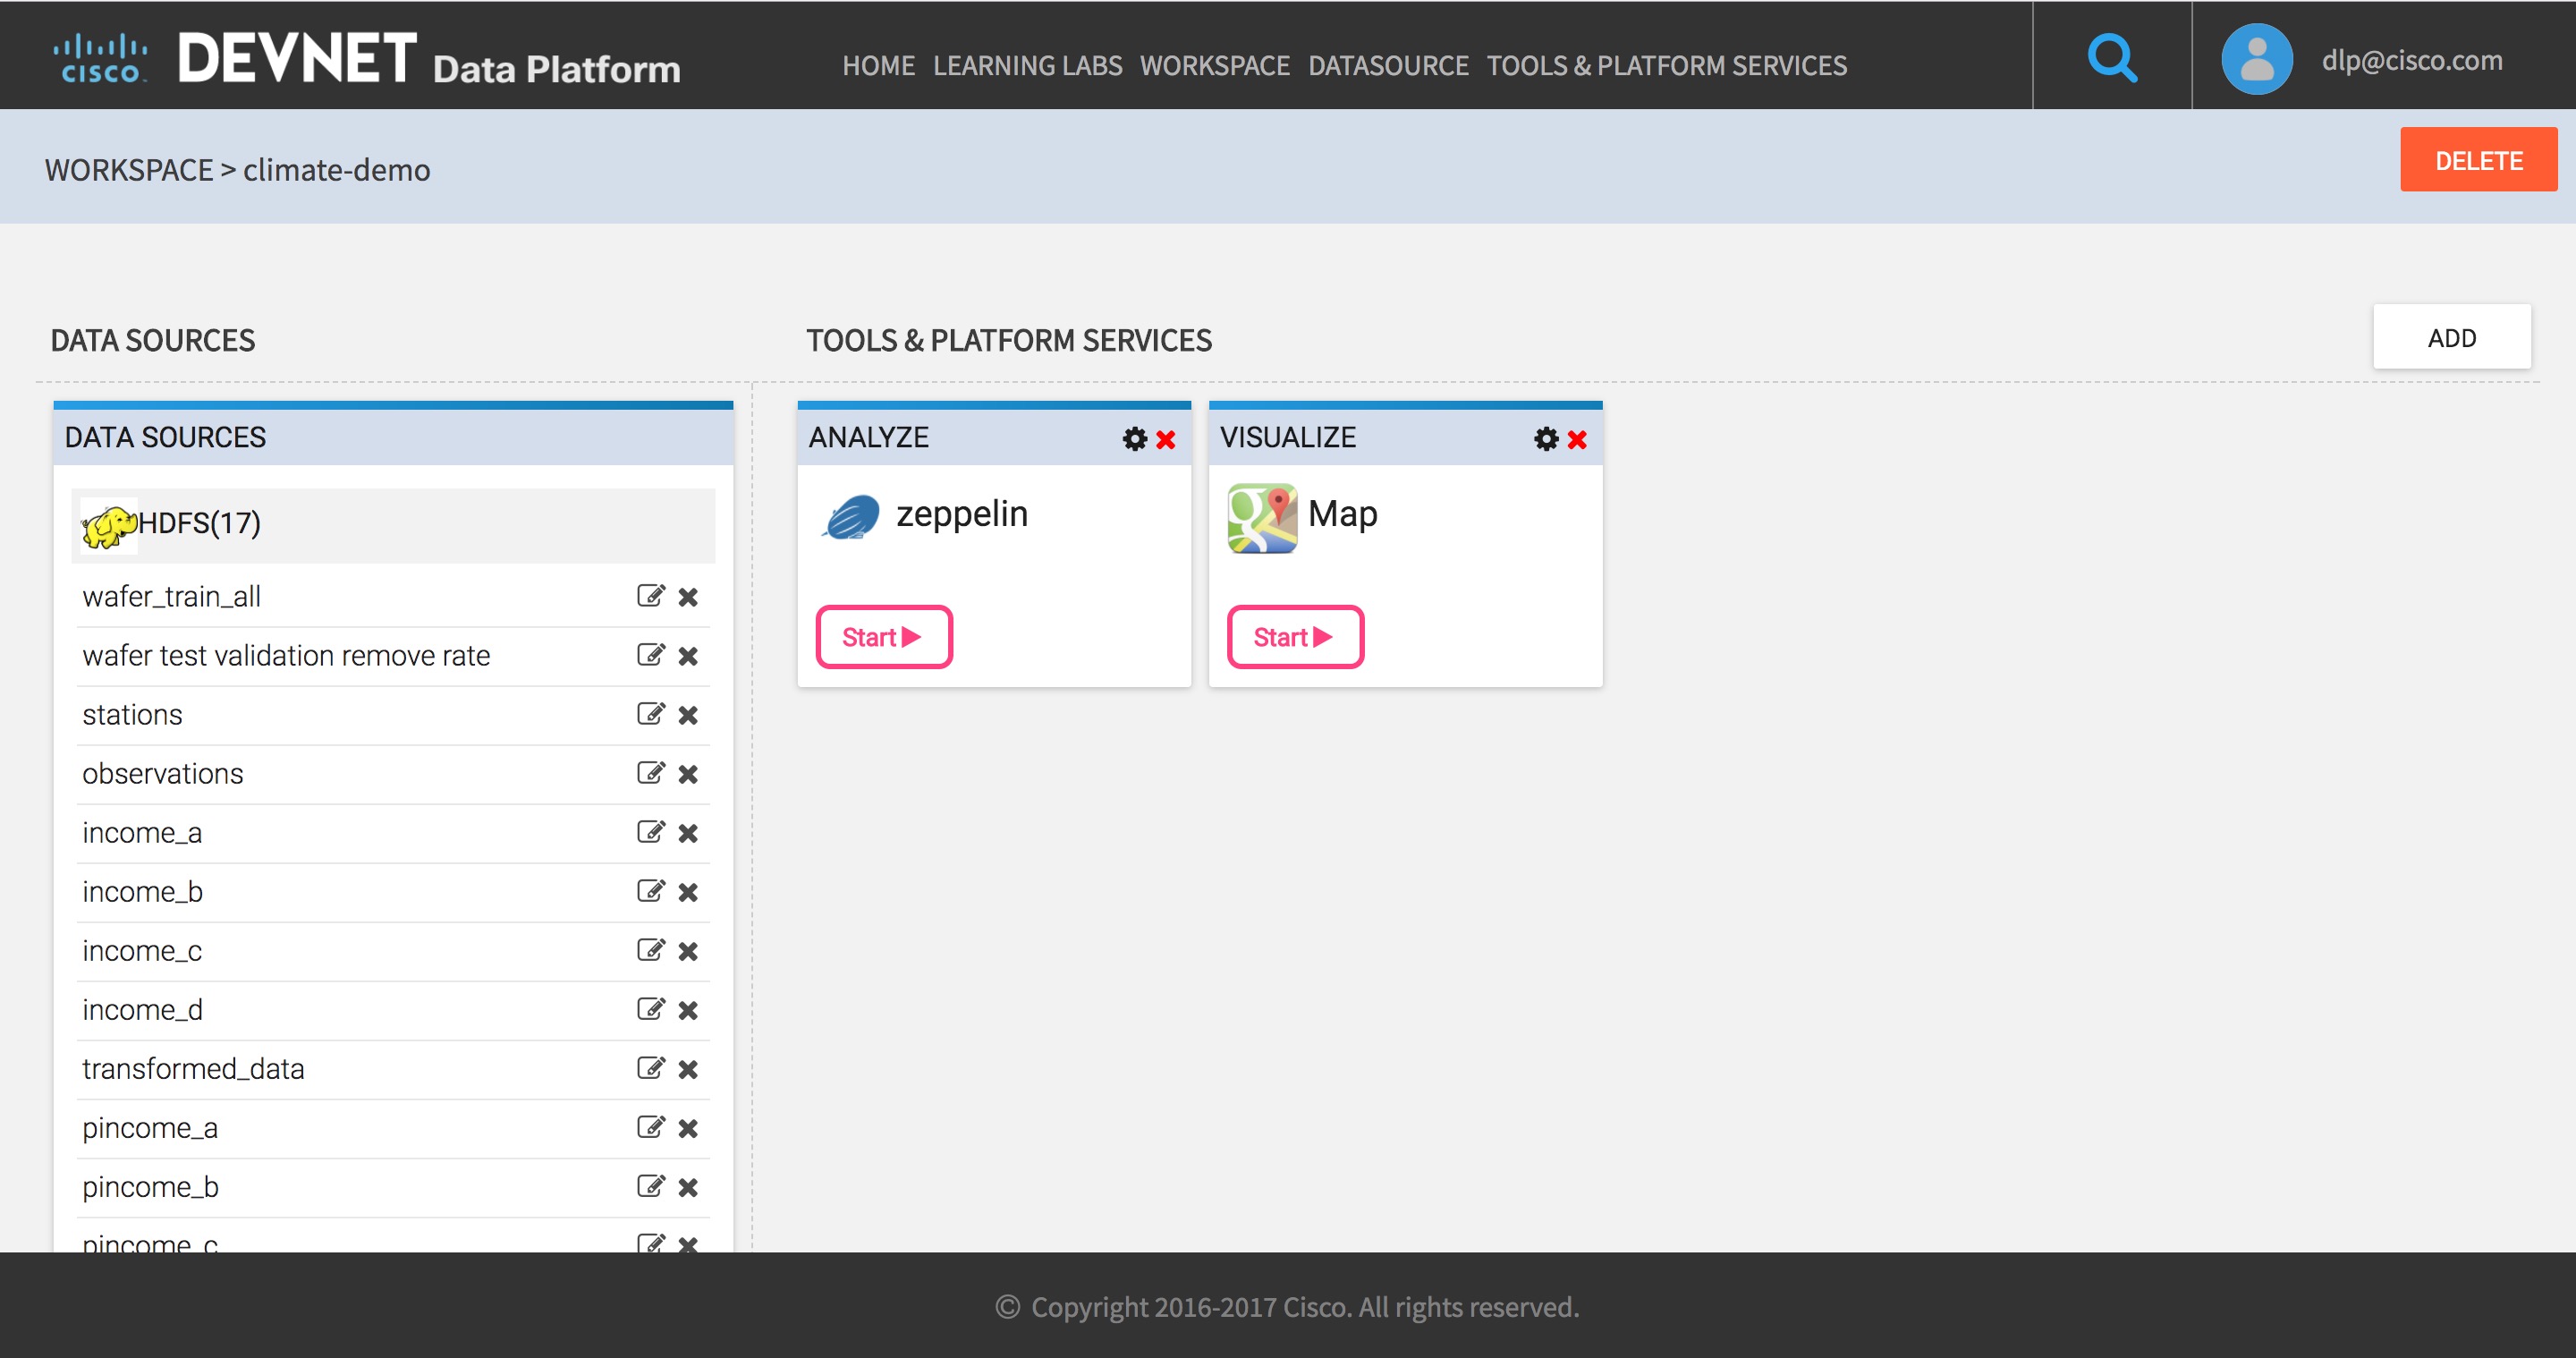 CISCO DEVNET Data Platform
HOME LEARNING LABS WORKSPACE DATASOURCE TOOLS & PLATFORM SERVICES
dlp@cisco.com
WORKSPACE > climate-demo
DELETE
DATA SOURCES
TOOLS & PLATFORM SERVICES
ADD
DATA SOURCES
HDFS(17)
wafer_train_all
wafer test validation remove rate
stations
observations
income_a
income_b
income_c
income_d
transformed_data
pincome_a
pincome_b
pincome_c
ANALYZE
zeppelin
Start
VISUALIZE
Map
Start
© Copyright 2016-2017 Cisco. All rights reserved.